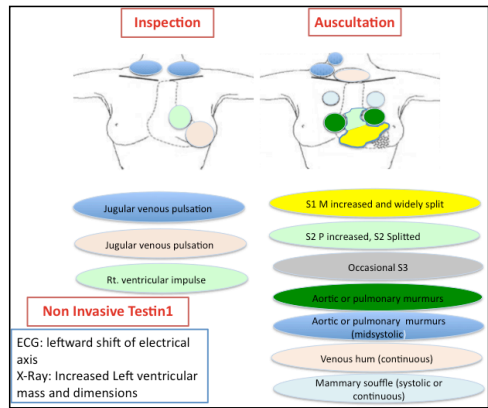 Inspection
Auscultation
Jugular venous pulsation
Jugular venous pulsation
Rt. ventricular impulse
Non Invasive Testin1
ECG: leftward shift of electrical
axis
X-Ray: Increased Left ventricular
mass and dimensions
S1 M increased and widely split
S2 P increased, S2 Splitted
Occasional S3
Aortic or pulmonary murmurs
Aortic or pulmonary murmurs
(midsystolic
Venous hum (continuous)
Mammary souffle (systolic or
continuous)